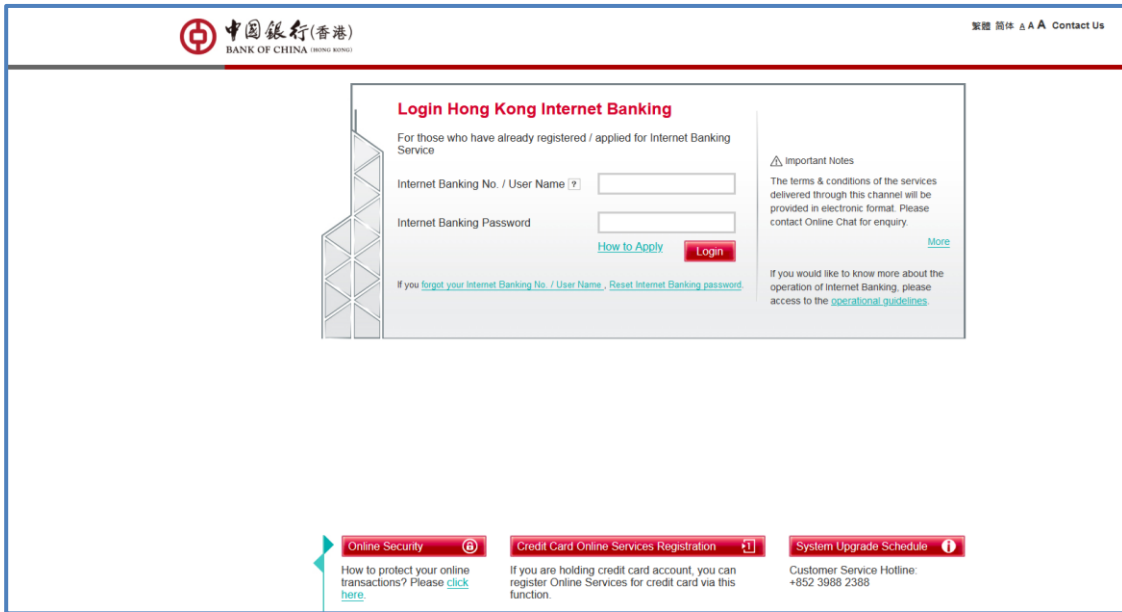 中國銀行(香港)
BANK OF CHINA (HONG KONG)
繁體 简体 A A A Contact Us
Login Hong Kong Internet Banking
For those who have already registered / applied for Internet Banking
Service
Internet Banking No. / User Name ?
Internet Banking Password
How to Apply Login
If you forgot your Internet Banking No. / User Name , Reset Internet Banking password.
Important Notes
The terms & conditions of the services
delivered through this channel will be
provided in electronic format. Please
contact Online Chat for enquiry.
More
If you would like to know more about the
operation of Internet Banking, please
access to the operational guidelines.
Online Security
How to protect your online
transactions? Please click
here.
Credit Card Online Services Registration
If you are holding credit card account, you can
register Online Services for credit card via this
function.
System Upgrade Schedule
Customer Service Hotline:
+852 3988 2388